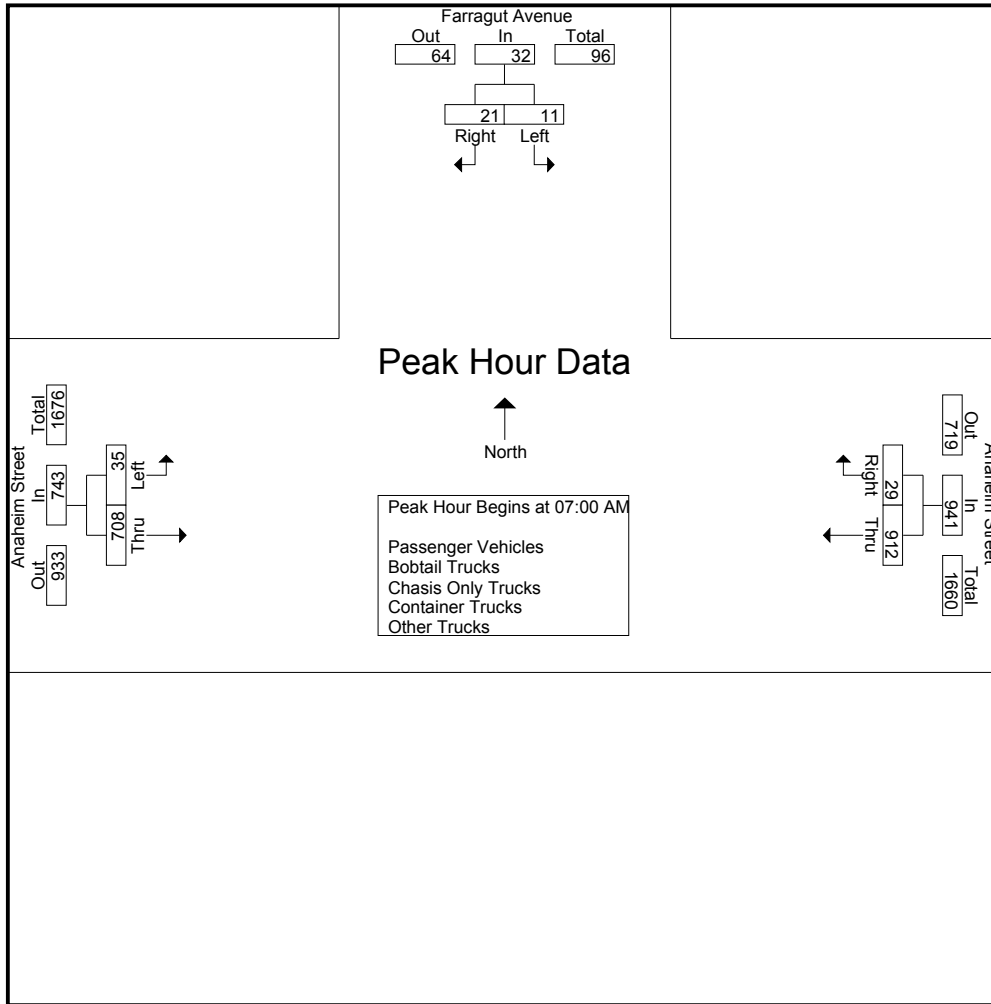 Farragut Avenue
Out In Total
64 32 96
21 11
Right Left
Peak Hour Data
North
Peak Hour Begins at 07:00 AM
Passenger Vehicles
Bobtail Trucks
Chasis Only Trucks
Container Trucks
Other Trucks
Anaheim Street
Out In Total
933 743 1676
708 35
Thru Left
Anaheim Street
Out In Total
719 941 1660
29 912
Right Thru